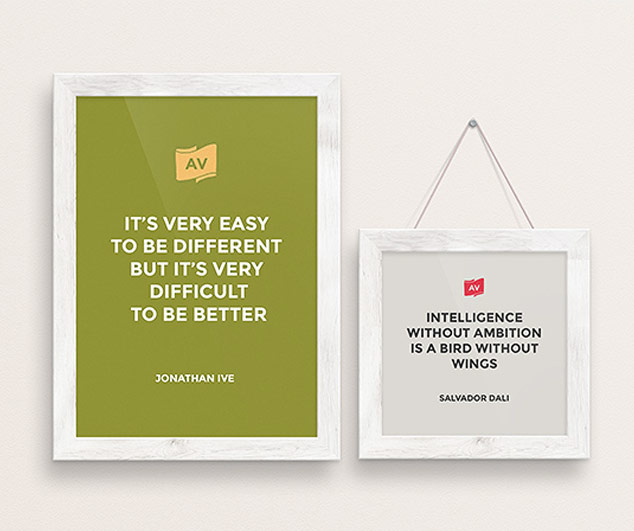 AV
IT'S VERY EASY
TO BE DIFFERENT
BUT IT'S VERY
DIFFICULT
TO BE BETTER
JONATHAN IVE
AV
INTELLIGENCE
WITHOUT AMBITION
IS A BIRD WITHOUT
WINGS
SALVADOR DALI